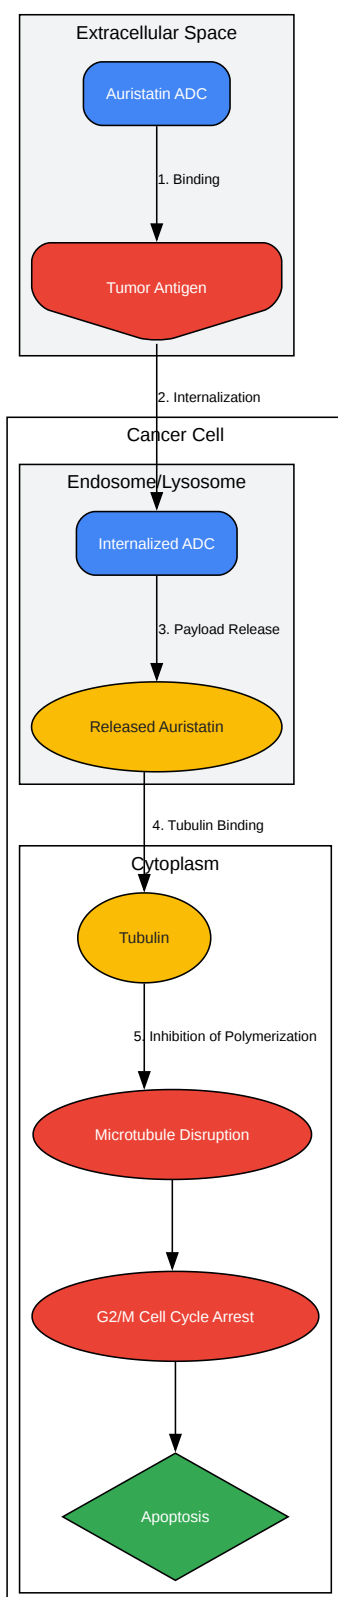 Extracellular Space
Auristatin ADC
1. Binding
Tumor Antigen
2. Internalization
Cancer Cell
Endosome/Lysosome
Internalized ADC
3. Payload Release
Released Auristatin
4. Tubulin Binding
Cytoplasm
Tubulin
5. Inhibition of Polymerization
Microtubule Disruption
G2/M Cell Cycle Arrest
Apoptosis